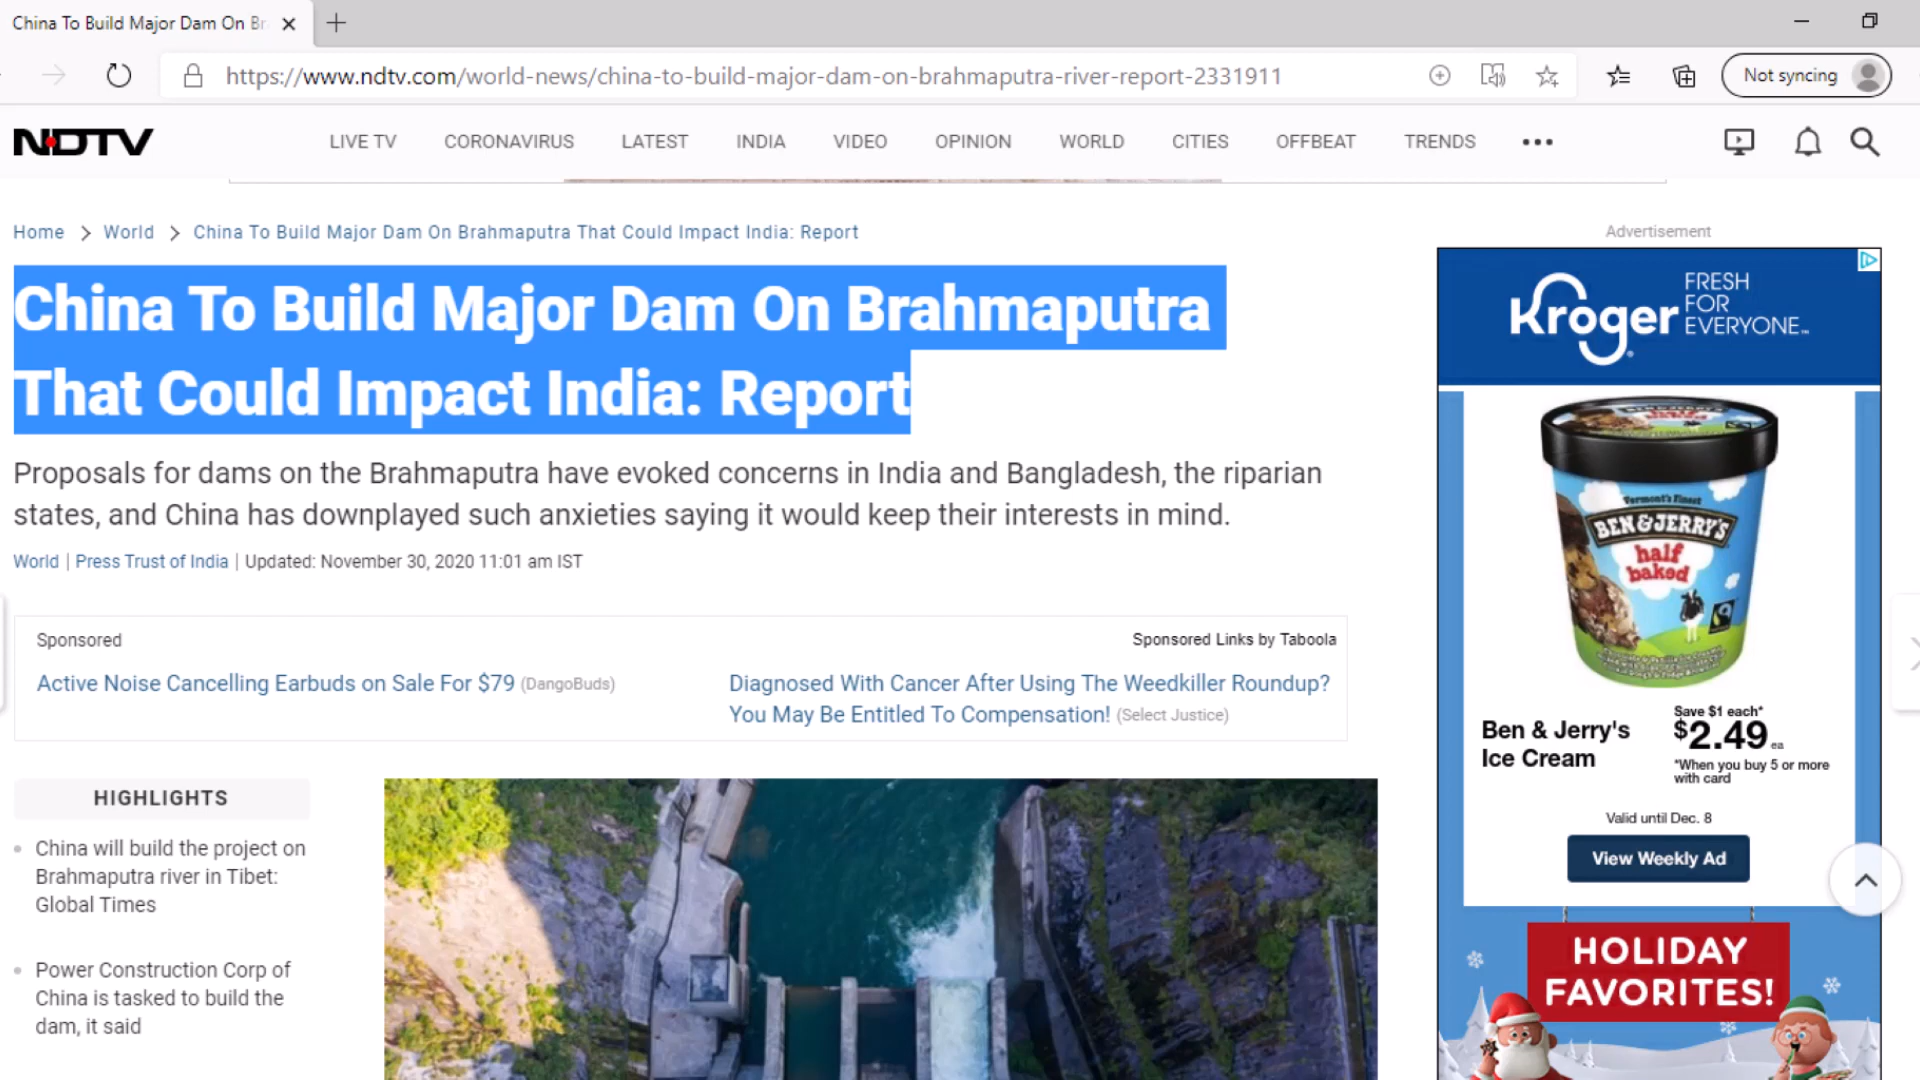 China To Build Major Dam On Br
Not syncing
https://www.ndtv.com/world-news/china-to-build-major-dam-on-brahmaputra-river-report-2331911
NDTV
LIVE TV CORONAVIRUS LATEST INDIA VIDEO OPINION WORLD CITIES OFFBEAT TRENDS
Home > World > China To Build Major Dam On Brahmaputra That Could Impact India: Report
China To Build Major Dam On Brahmaputra
That Could Impact India: Report
Proposals for dams on the Brahmaputra have evoked concerns in India and Bangladesh, the riparian
states, and China has downplayed such anxieties saying it would keep their interests in mind.
World | Press Trust of India | Updated: November 30, 2020 11:01 am IST
Sponsored
Sponsored Links by Taboola
Active Noise Cancelling Earbuds on Sale For $79 (DangoBuds)
Diagnosed With Cancer After Using The Weedkiller Roundup?
You May Be Entitled To Compensation! (Select Justice)
HIGHLIGHTS
China will build the project on
Brahmaputra river in Tibet:
Global Times
Power Construction Corp of
China is tasked to build the
dam, it said
Advertisement
Kroger
FRESH
FOR
EVERYONE™
Vermont's Finest
BEN & JERRY'S
half
baked
Ben & Jerry's
Ice Cream
Save $1 each*
$2.49 ea
*When you buy 5 or more
with card
Valid until Dec. 8
View Weekly Ad
HOLIDAY
FAVORITES!